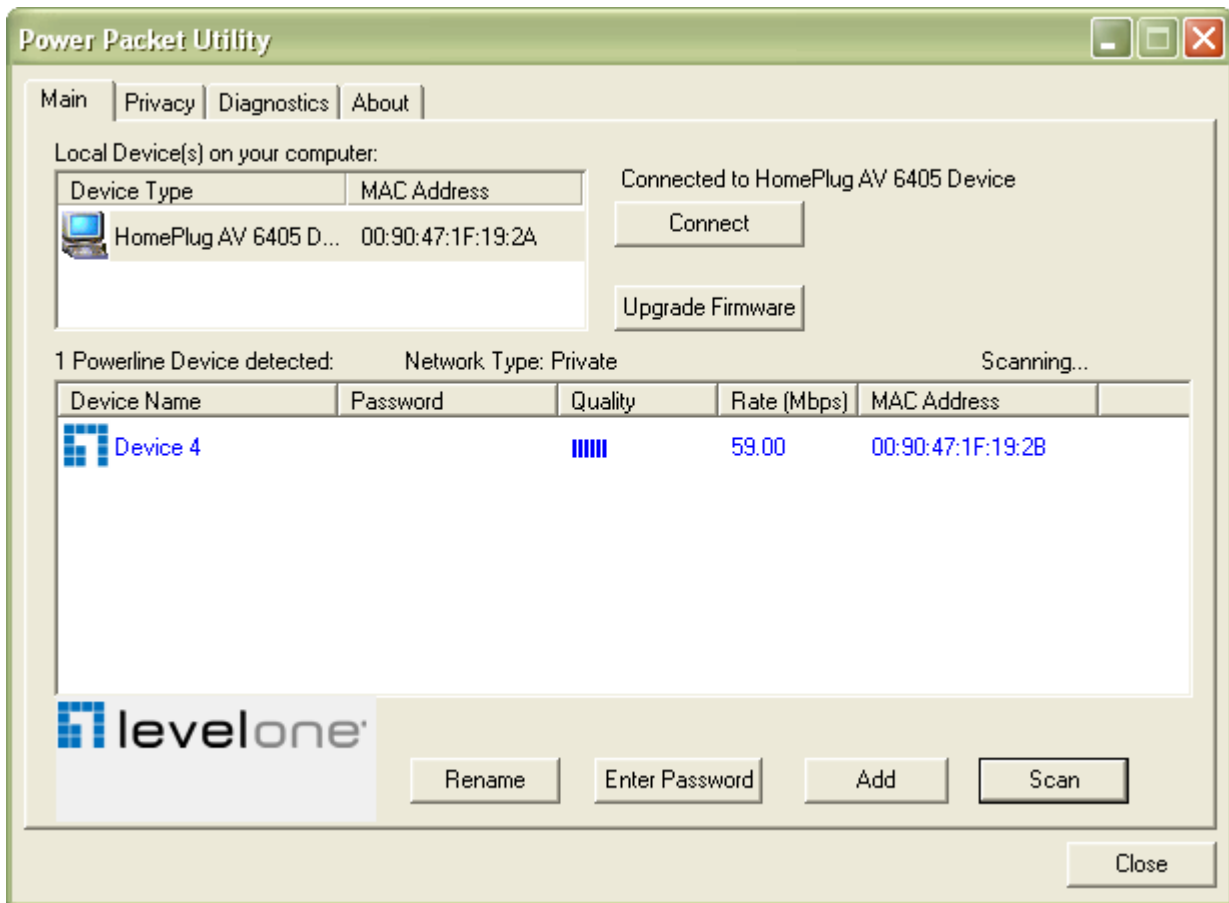 Power Packet Utility
Main Privacy Diagnostics About
Local Device(s) on your computer:
Connected to HomePlug AV 6405 Device
Device Type MAC Address
HomePlug AV 6405 D... 00:90:47:1F:19:2A
Connect
Upgrade Firmware
1 Powerline Device detected: Network Type: Private Scanning...
Device Name Password Quality Rate (Mbps) MAC Address
Device 4 59.00 00:90:47:1F:19:2B
levelone
Rename Enter Password Add Scan
Close